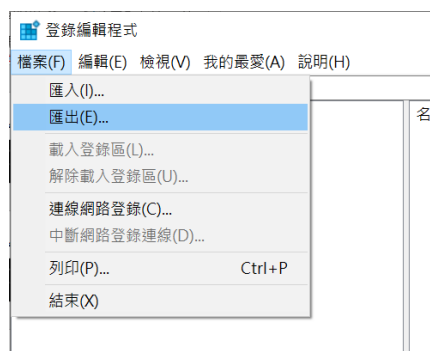 登錄編輯程式
檔案(F) 編輯(E) 檢視(V) 我的最愛(A) 說明(H)
匯入(I)...
匯出(E)...
名
載入登錄區(L)...
解除載入登錄區(U)...
連線網路登錄(C)...
中斷網路登錄連線(D)...
列印(P)... Ctrl+P
結束(X)